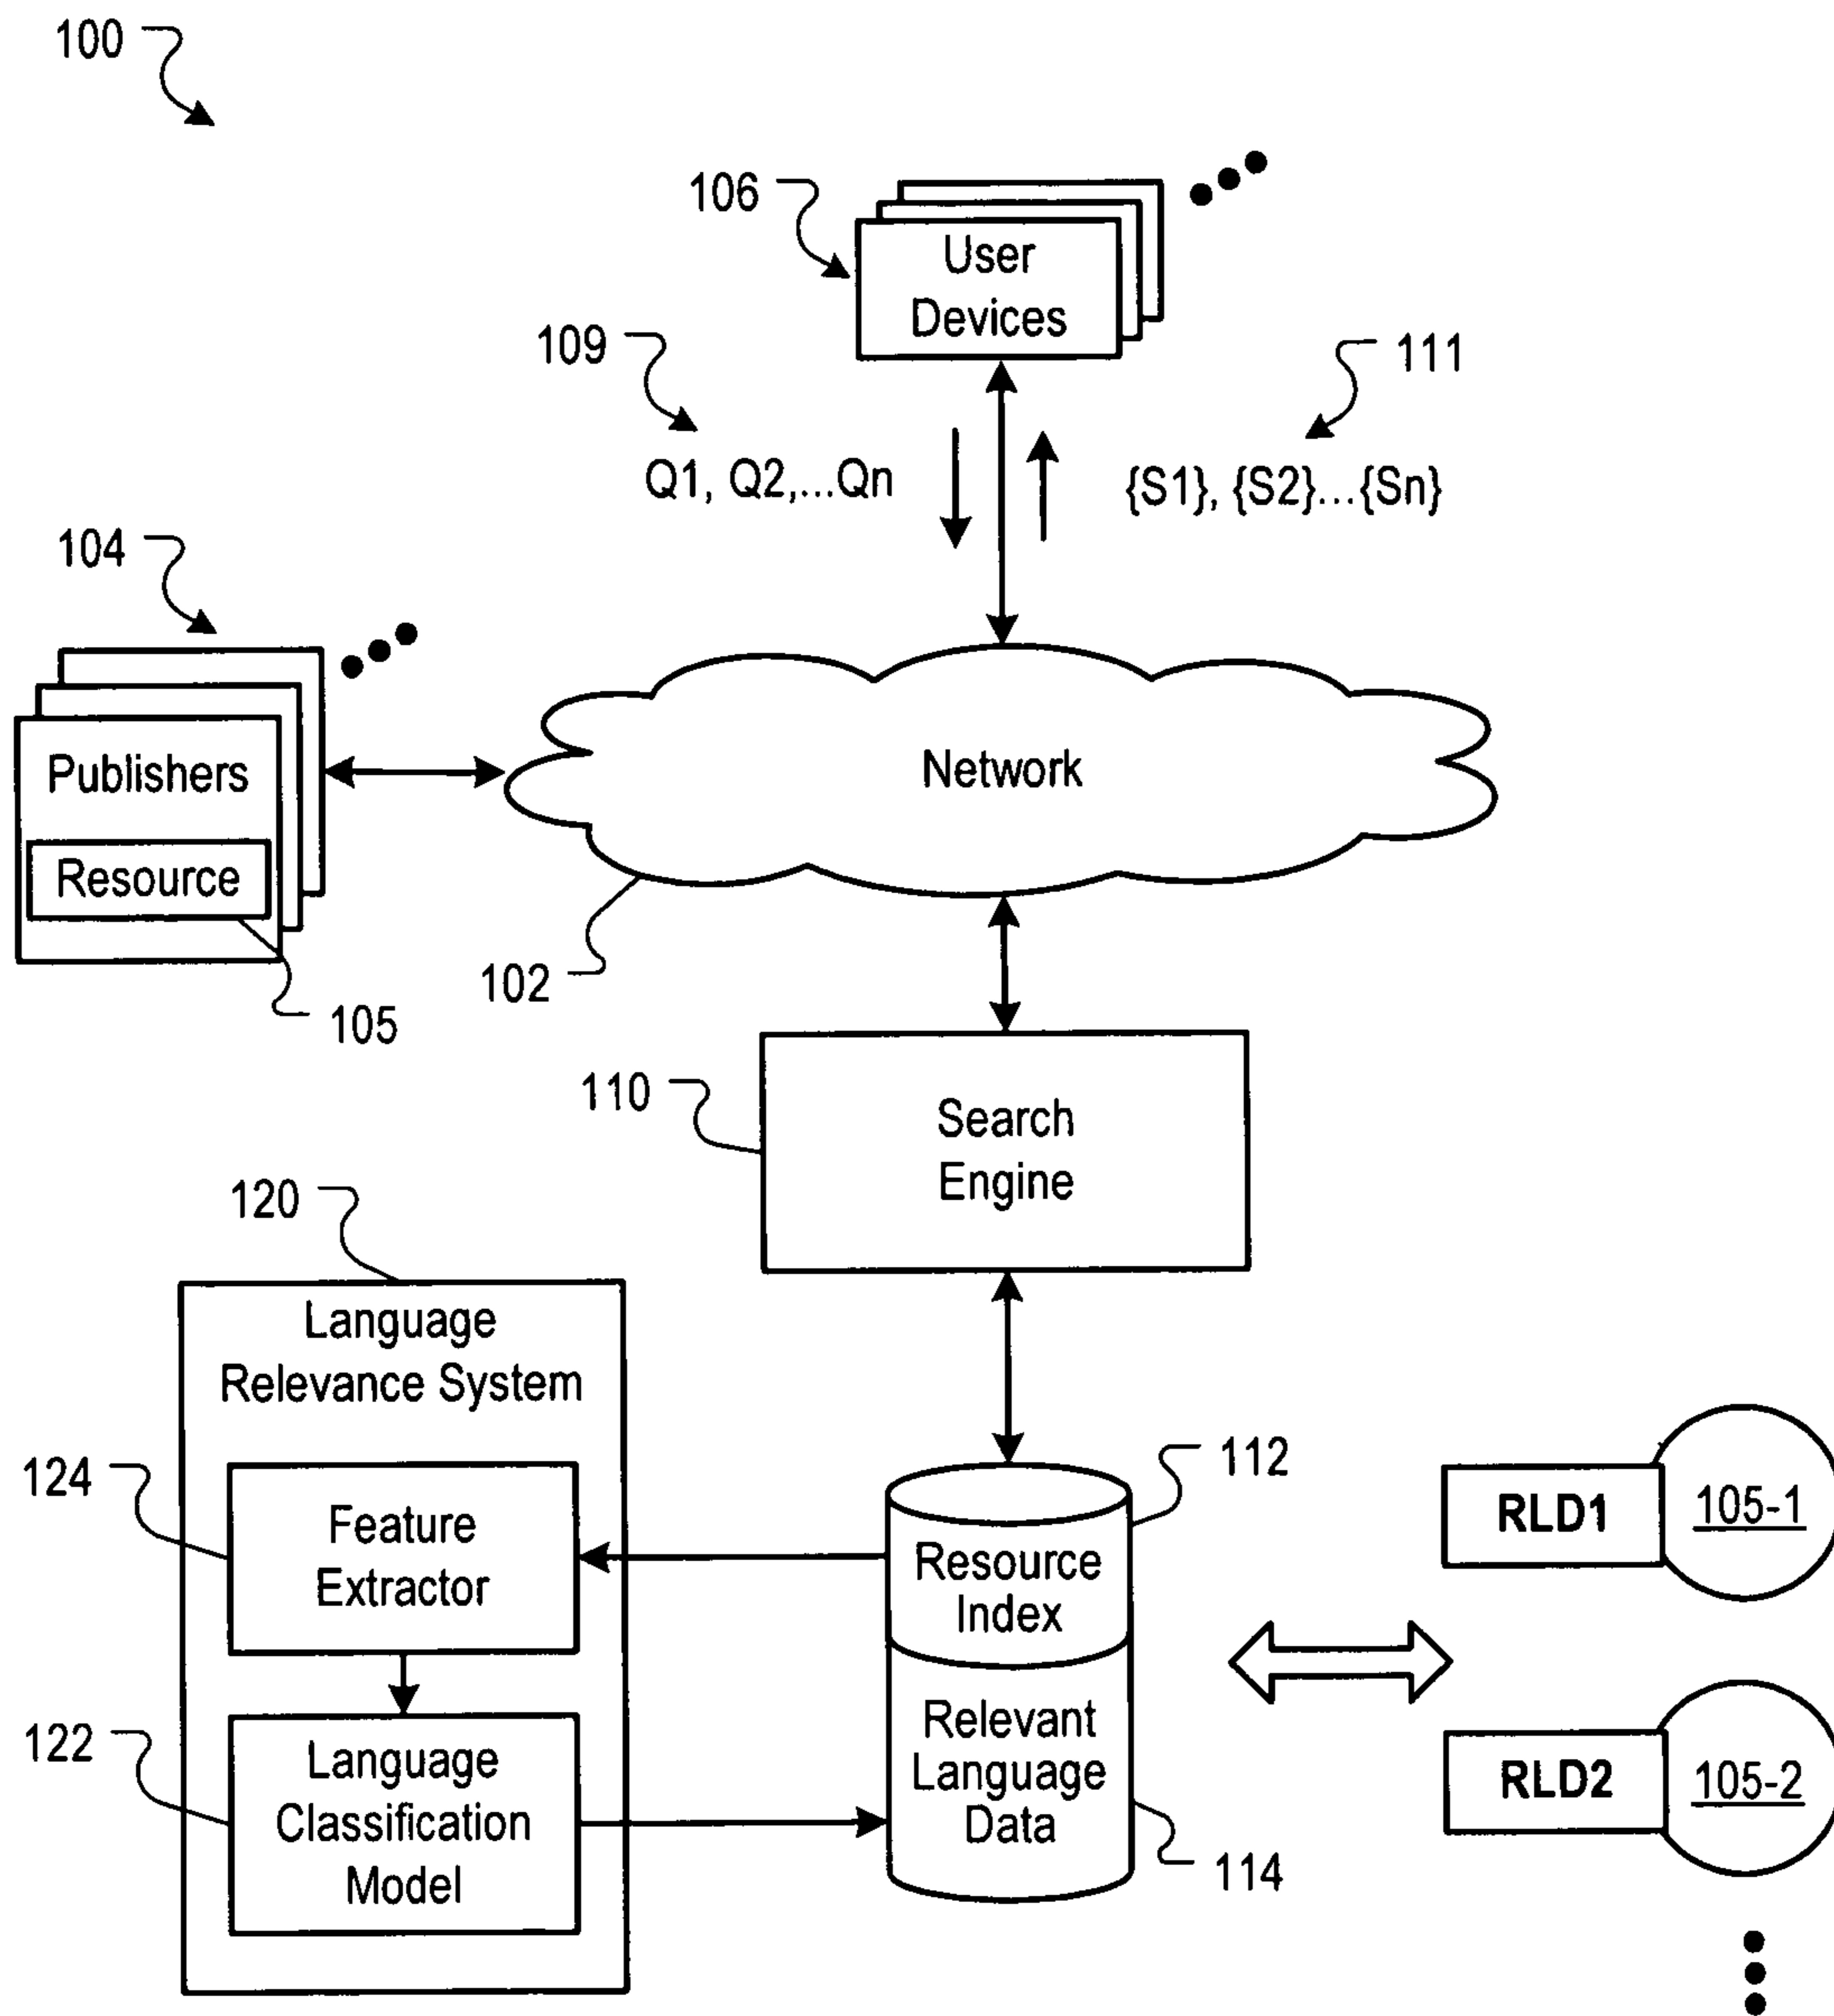 100
106
User
Devices
109
111
Q1, Q2,...Qn
{S1}, {S2}...{Sn}
104
Publishers
Resource
105
Network
102
110
Search
Engine
120
Language
Relevance System
124
Feature
Extractor
112
Resource
Index
RLD1
105-1
122
Language
Classification
Model
Relevant
Language
Data
114
RLD2
105-2